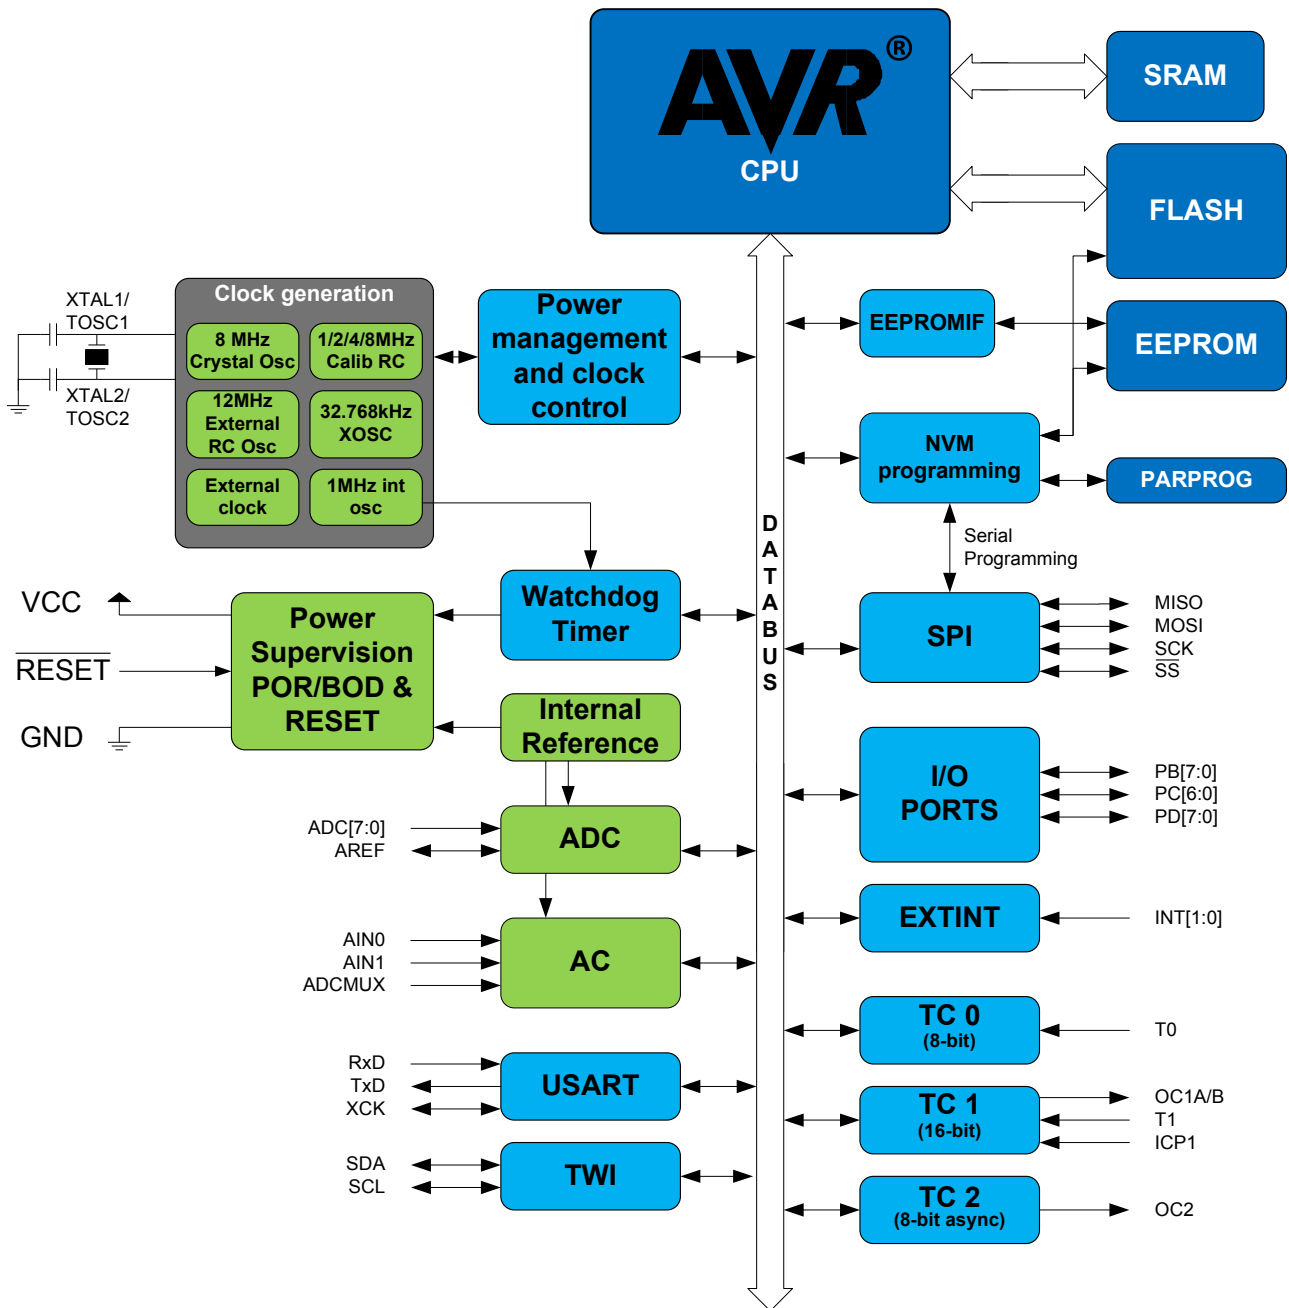 AVR®
CPU
SRAM
FLASH
EEPROM
PARPROG
Clock generation
8 MHz
Crystal Osc
1/2/4/8MHz
Calib RC
12MHz
External
RC Osc
32.768kHz
XOSC
External
clock
1MHz int
osc
XTAL1/
TOSC1
XTAL2/
TOSC2
Power
management
and clock
control
EEPROMIF
NVM
programming
Serial
Programming
DATABUS
VCC
RESET
GND
Power
Supervision
POR/BOD &
RESET
Watchdog
Timer
Internal
Reference
SPI
MISO
MOSI
SCK
SS
I/O
PORTS
PB[7:0]
PC[6:0]
PD[7:0]
ADC[7:0]
AREF
ADC
EXTINT
INT[1:0]
AIN0
AIN1
ADCMUX
AC
TC 0
(8-bit)
T0
RxD
TxD
XCK
USART
TC 1
(16-bit)
OC1A/B
T1
ICP1
SDA
SCL
TWI
TC 2
(8-bit async)
OC2